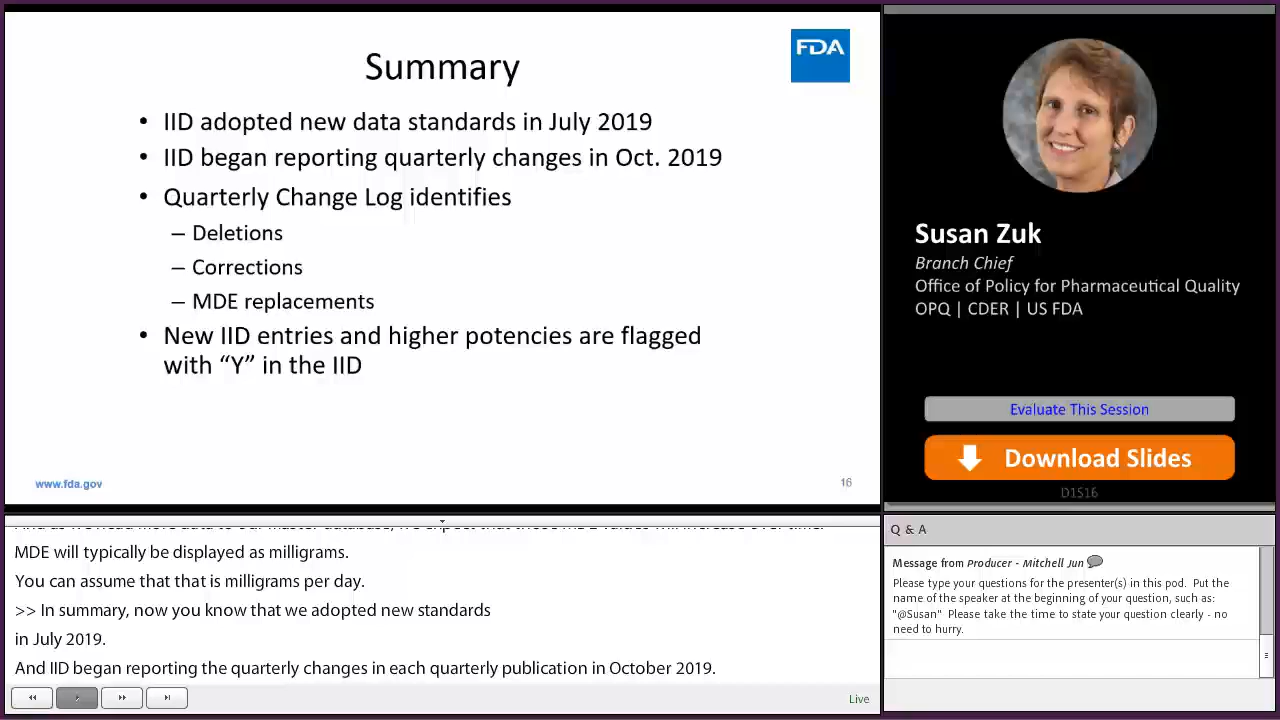 Summary
FDA
• IID adopted new data standards in July 2019
• IID began reporting quarterly changes in Oct. 2019
• Quarterly Change Log identifies
– Deletions
– Corrections
– MDE replacements
• New IID entries and higher potencies are flagged
with “Y” in the IID
www.fda.gov
16
Susan Zuk
Branch Chief
Office of Policy for Pharmaceutical Quality
OPQ | CDER | US FDA
Evaluate This Session
Download Slides
D1S16
MDE will typically be displayed as milligrams.
You can assume that that is milligrams per day.
>> In summary, now you know that we adopted new standards
in July 2019.
And IID began reporting the quarterly changes in each quarterly publication in October 2019.
Live
Q & A
Message from Producer - Mitchell Jun
Please type your questions for the presenter(s) in this pod. Put the
name of the speaker at the beginning of your question, such as:
"@Susan" Please take the time to state your question clearly - no
need to hurry.